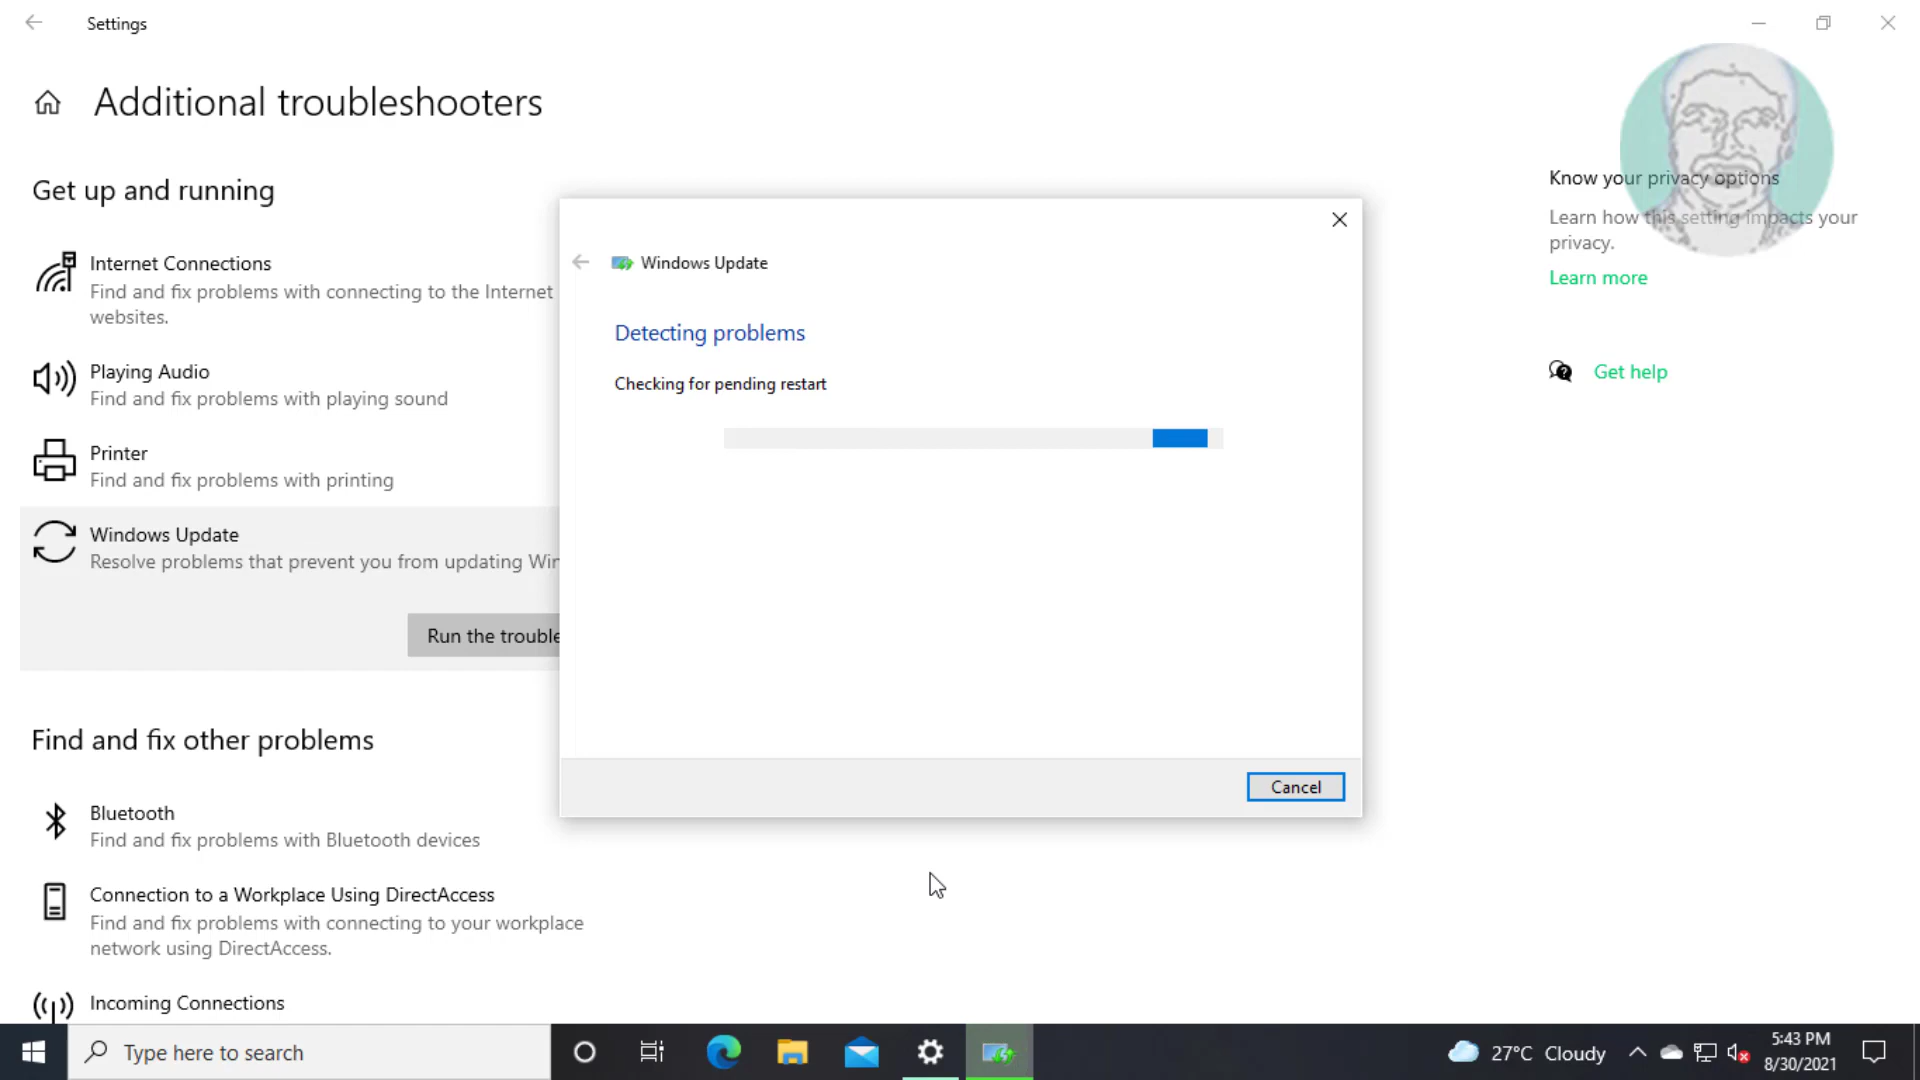 Settings
Additional troubleshooters
Get up and running
Internet Connections
Find and fix problems with connecting to the Internet
websites.
Playing Audio
Find and fix problems with playing sound
Printer
Find and fix problems with printing
Windows Update
Resolve problems that prevent you from updating Win
Run the trouble
Find and fix other problems
Bluetooth
Find and fix problems with Bluetooth devices
Connection to a Workplace Using DirectAccess
Find and fix problems with connecting to your workplace
network using DirectAccess.
Incoming Connections
Windows Update
Detecting problems
Checking for pending restart
Cancel
Know your privacy options
Learn how this setting impacts your
privacy.
Learn more
Get help
Type here to search
27°C Cloudy
5:43 PM
8/30/2021